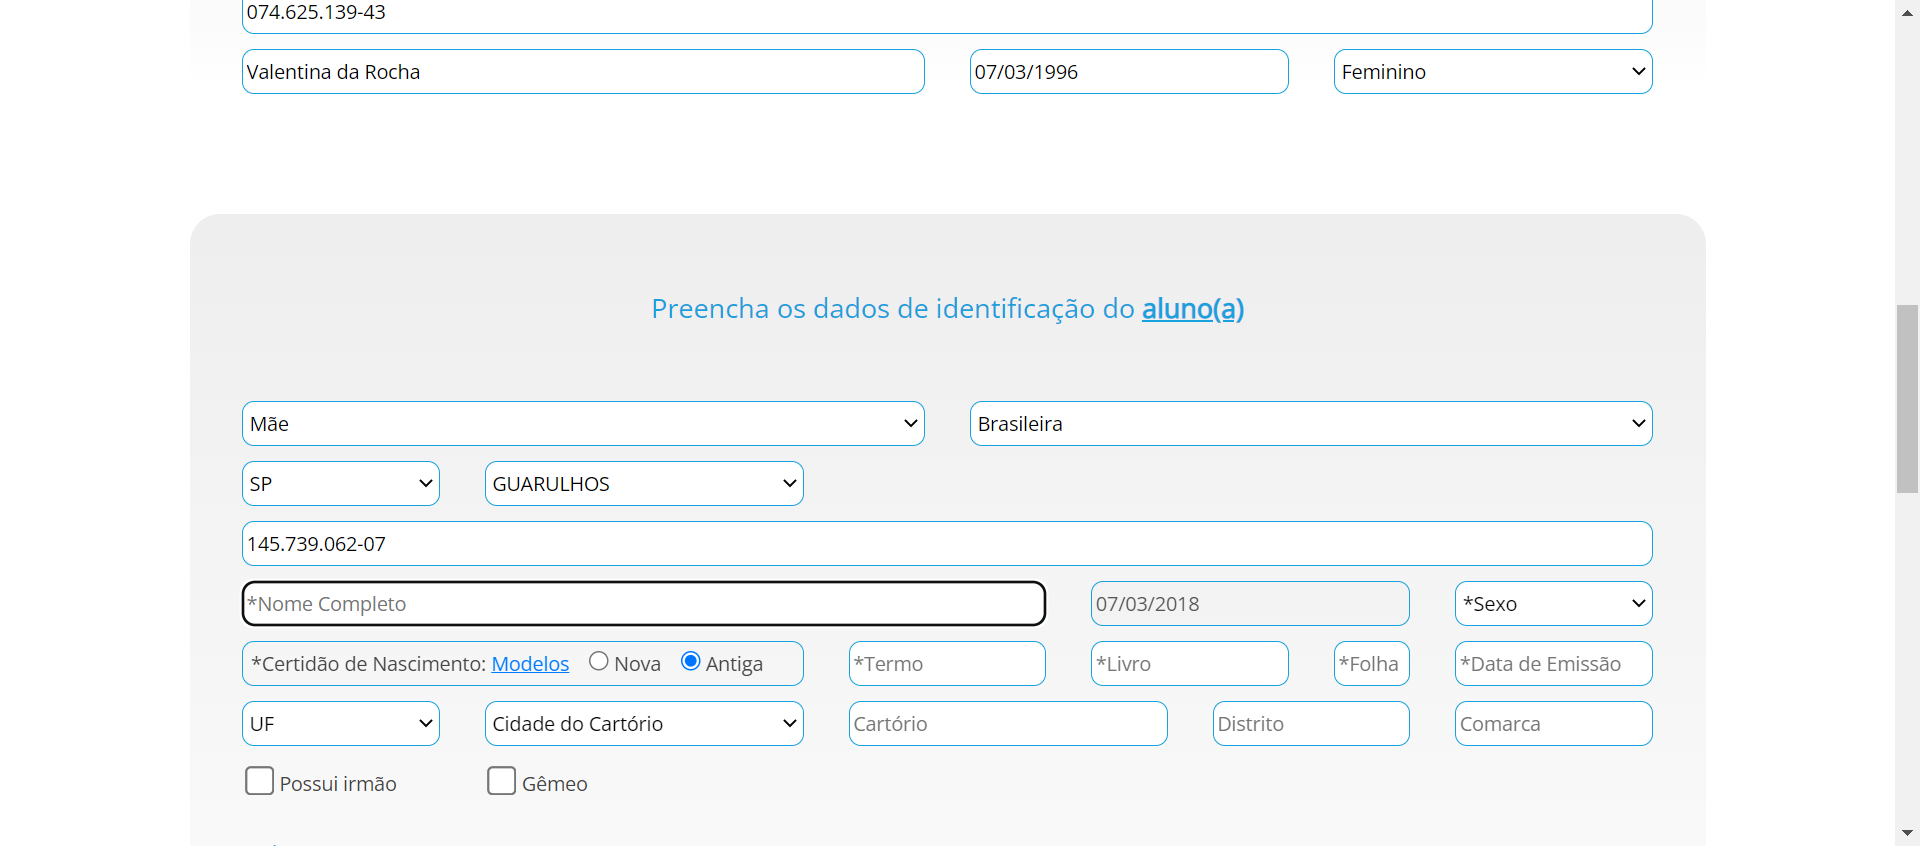 074.625.139-43
Valentina da Rocha 07/03/1996 Feminino
Preencha os dados de identificação do aluno(a)
Mãe Brasileira
SP GUARULHOS
145.739.062-07
*Nome Completo 07/03/2018 *Sexo
*Certidão de Nascimento: Modelos Nova Antiga *Termo *Livro *Folha *Data de Emissão
UF Cidade do Cartório Cartório Distrito Comarca
Possui irmão Gêmeo